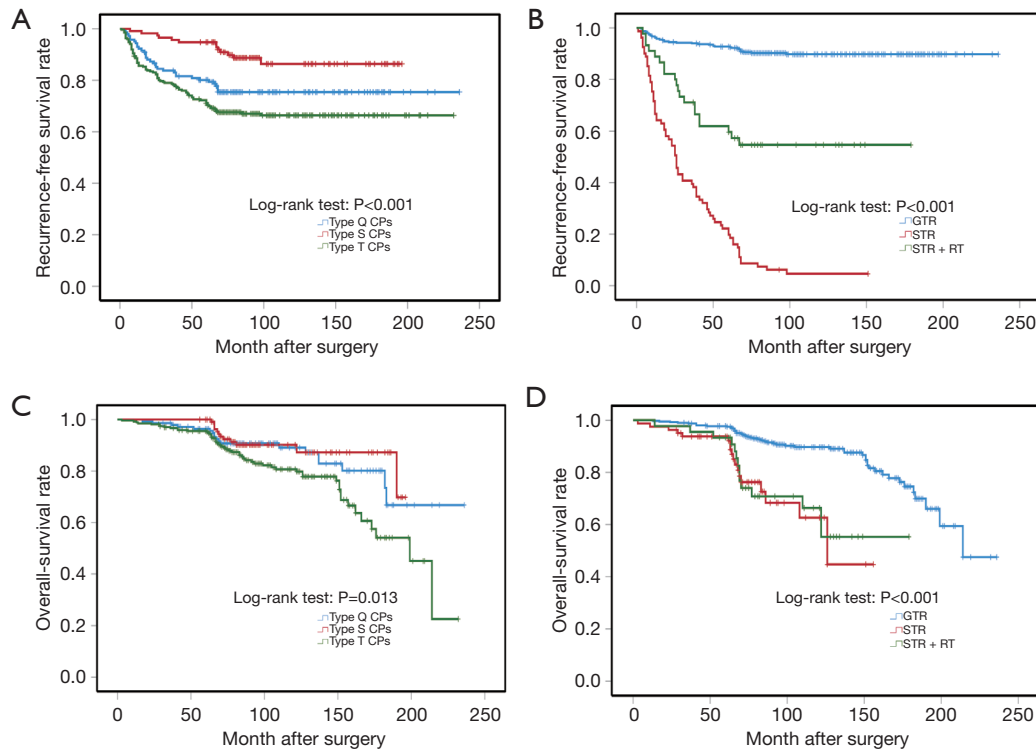 A
Recurrence-free survival rate
1.0
0.8
0.6
0.4
0.2
0.0
Log-rank test: P<0.001
Type Q CPs
Type S CPs
Type T CPs
0 50 100 150 200 250
Month after surgery
B
Recurrence-free survival rate
1.0
0.8
0.6
0.4
0.2
0.0
Log-rank test: P<0.001
GTR
STR
STR + RT
0 50 100 150 200 250
Month after surgery
C
Overall-survival rate
1.0
0.8
0.6
0.4
0.2
0.0
Log-rank test: P=0.013
Type Q CPs
Type S CPs
Type T CPs
0 50 100 150 200 250
Month after surgery
D
Overall-survival rate
1.0
0.8
0.6
0.4
0.2
0.0
Log-rank test: P<0.001
GTR
STR
STR + RT
0 50 100 150 200 250
Month after surgery